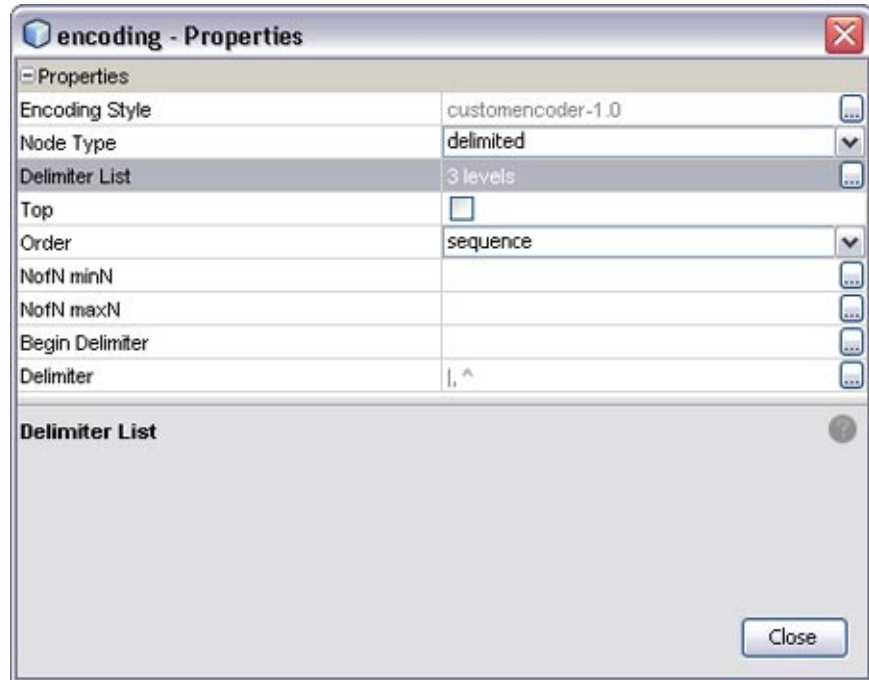 encoding - Properties
Properties
Encoding Style customencoder-1.0 ...
Node Type delimited
Delimiter List 3 levels ...
Top
Order sequence
NofN minN ...
NofN maxN ...
Begin Delimiter ...
Delimiter |, ^ ...
Delimiter List ?
Close